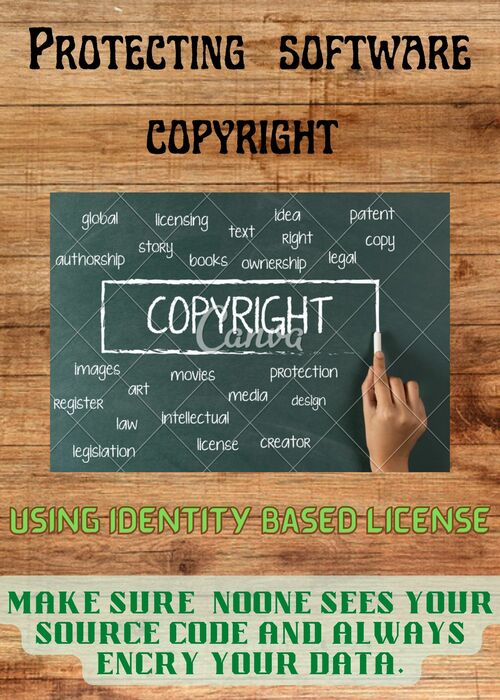 PROTECTING SOFTWARE
COPYRIGHT
global licensing idea patent
story text right copy
authorship books ownership legal
COPYRIGHT
Canva
images movies protection
register art media design
law intellectual
legislation license creator
USING IDENTITY BASED LICENSE
MAKE SURE NOONE SEES YOUR
SOURCE CODE AND ALWAYS
ENCRY YOUR DATA.